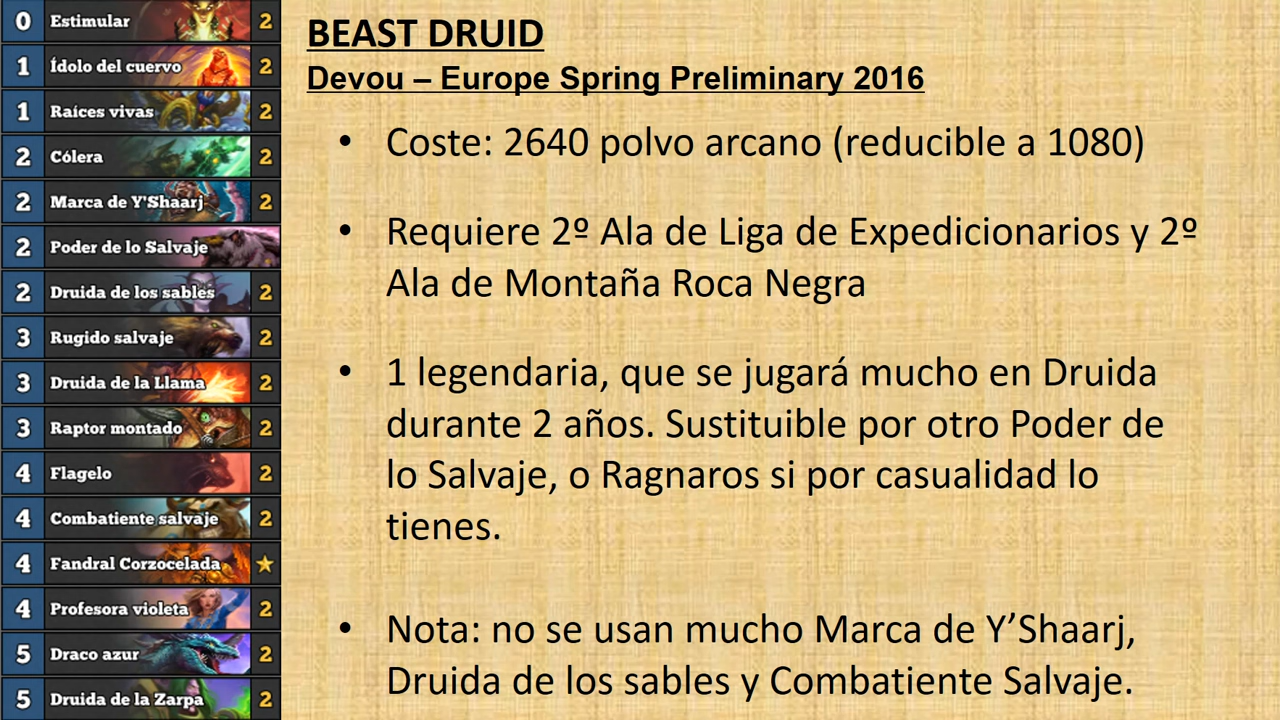 0 Estimular 2
1 Ídolo del cuervo 2
1 Raíces vivas 2
2 Cólera 2
2 Marca de Y'Shaarj 2
2 Poder de lo Salvaje
2 Druida de los sables 2
3 Rugido salvaje 2
3 Druida de la Llama 2
3 Raptor montado 2
4 Flagelo 2
4 Combatiente salvaje 2
4 Fandral Corzocelada ★
4 Profesora violeta 2
5 Draco azur 2
5 Druida de la Zarpa 2
BEAST DRUID
Devou – Europe Spring Preliminary 2016
• Coste: 2640 polvo arcano (reducible a 1080)
• Requiere 2º Ala de Liga de Expedicionarios y 2º
Ala de Montaña Roca Negra
• 1 legendaria, que se jugará mucho en Druida
durante 2 años. Sustituible por otro Poder de
lo Salvaje, o Ragnaros si por casualidad lo
tienes.
• Nota: no se usan mucho Marca de Y’Shaarj,
Druida de los sables y Combatiente Salvaje.